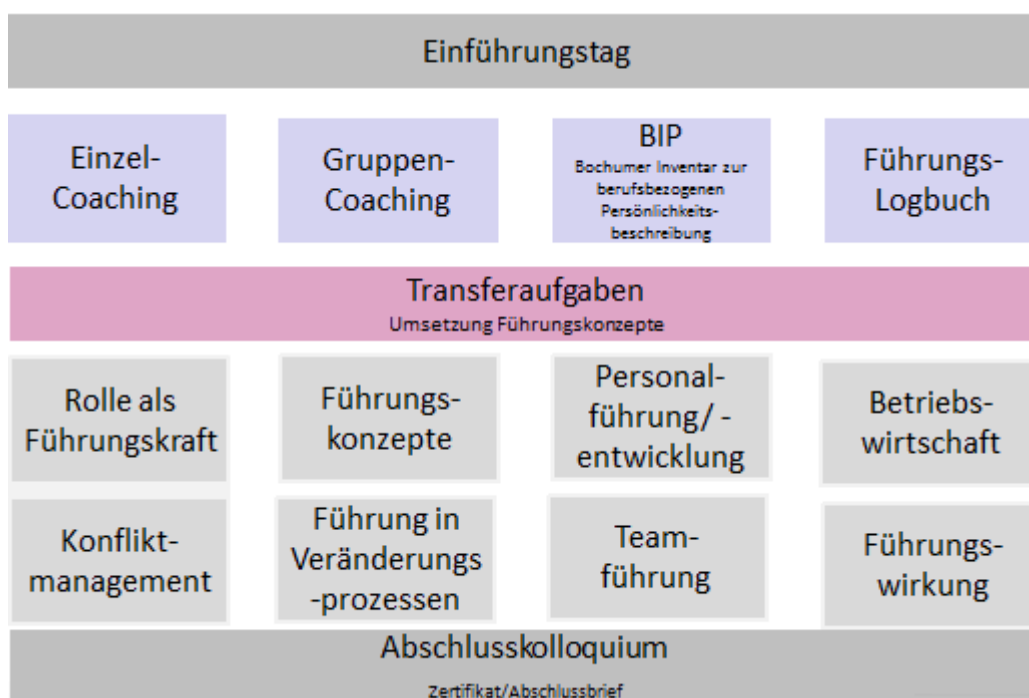 Einführungstag
Einzel-
Coaching
Gruppen-
Coaching
BIP
Bochumer Inventar zur
berufsbezogenen
Persönlichkeits-
beschreibung
Führungs-
Logbuch
Transferaufgaben
Umsetzung Führungskonzepte
Rolle als
Führungskraft
Führungs-
konzepte
Personal-
führung/ -
entwicklung
Betriebs-
wirtschaft
Konflikt-
management
Führung in
Veränderungs
-prozessen
Team-
führung
Führungs-
wirkung
Abschlusskolloquium
Zertifikat/Abschlussbrief